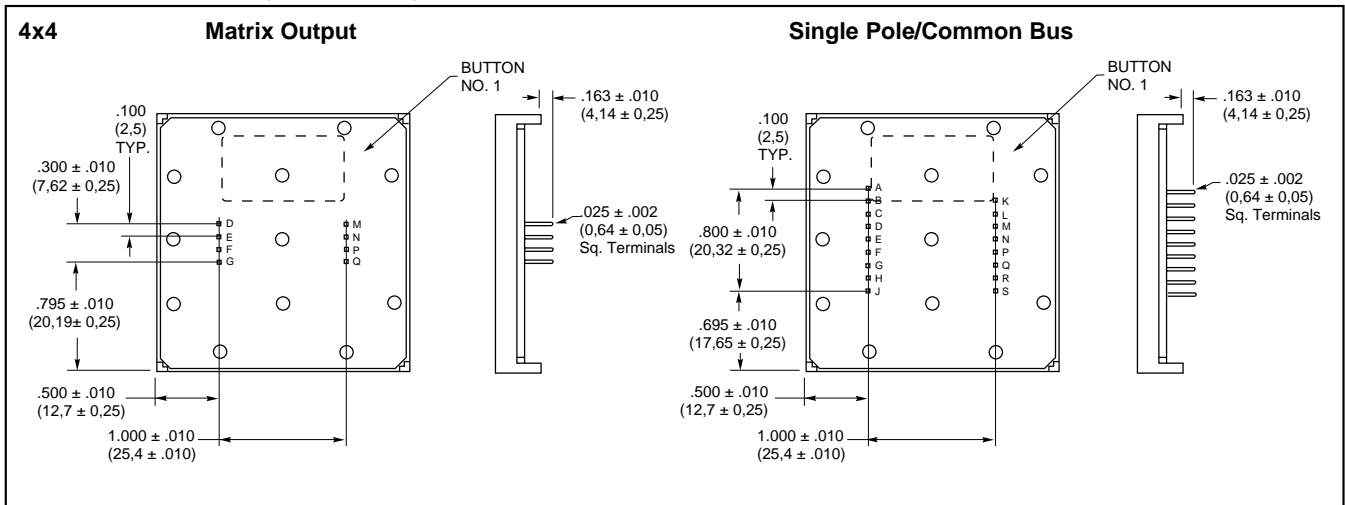 4x4
Matrix Output
BUTTON
NO. 1
.163 ± .010
(4,14 ± 0,25)
.100
(2,5)
TYP.
.300 ± .010
(7,62 ± 0,25)
D
E
F
G
M
N
P
Q
.025 ± .002
(0,64 ± 0,05)
Sq. Terminals
.795 ± .010
(20,19± 0,25)
.500 ± .010
(12,7 ± 0,25)
1.000 ± .010
(25,4 ± .010)
Single Pole/Common Bus
BUTTON
NO. 1
.163 ± .010
(4,14 ± 0,25)
.100
(2,5)
TYP.
A
B
C
D
E
F
G
H
J
K
L
M
N
P
Q
R
S
.025 ± .002
(0,64 ± 0,05)
Sq. Terminals
.800 ± .010
(20,32 ± 0,25)
.695 ± .010
(17,65 ± 0,25)
.500 ± .010
(12,7 ± 0,25)
1.000 ± .010
(25,4 ± .010)